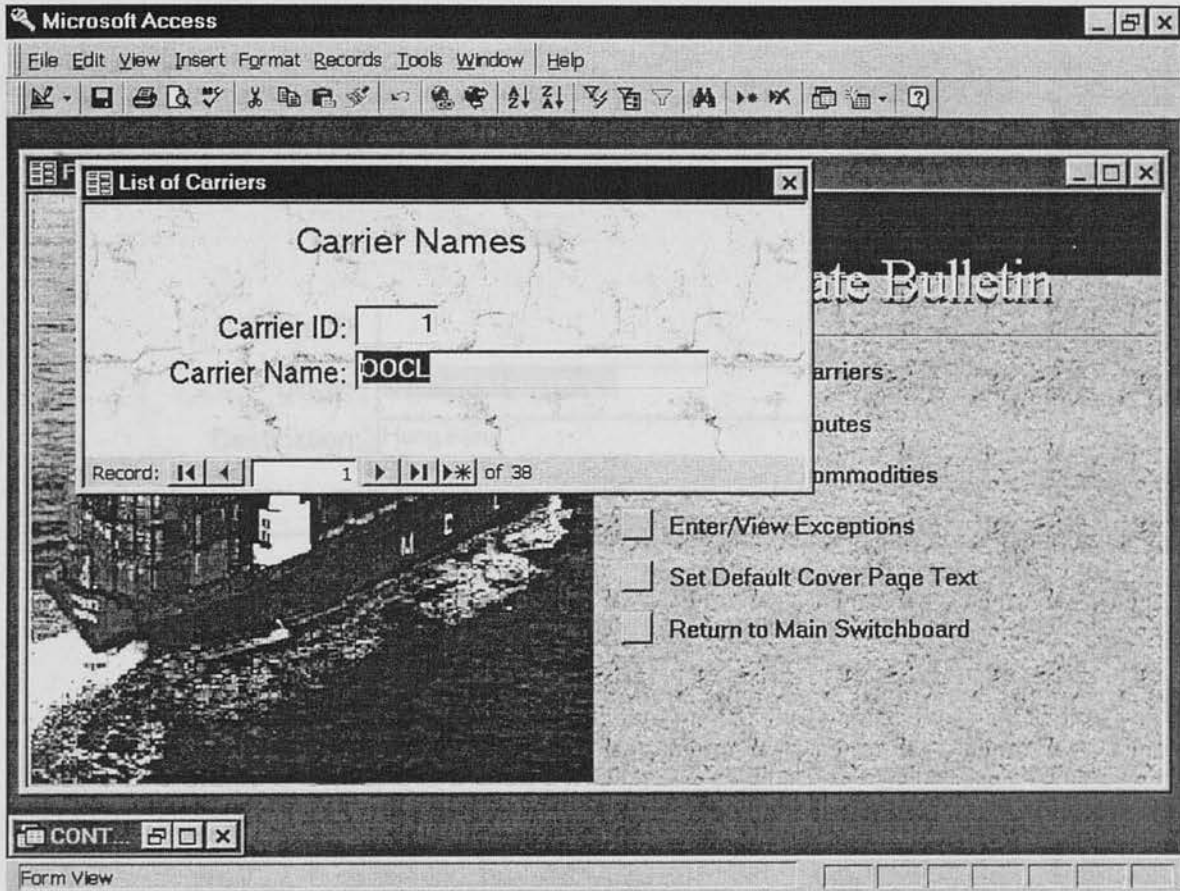 Microsoft Access
File Edit View Insert Format Records Tools Window Help
F
List of Carriers
Carrier Names
Carrier ID: 1
Carrier Name: OOCL
Record: 1 of 38
ate Bulletin
arriers
outes
ommodities
Enter/View Exceptions
Set Default Cover Page Text
Return to Main Switchboard
CONT...
Form View